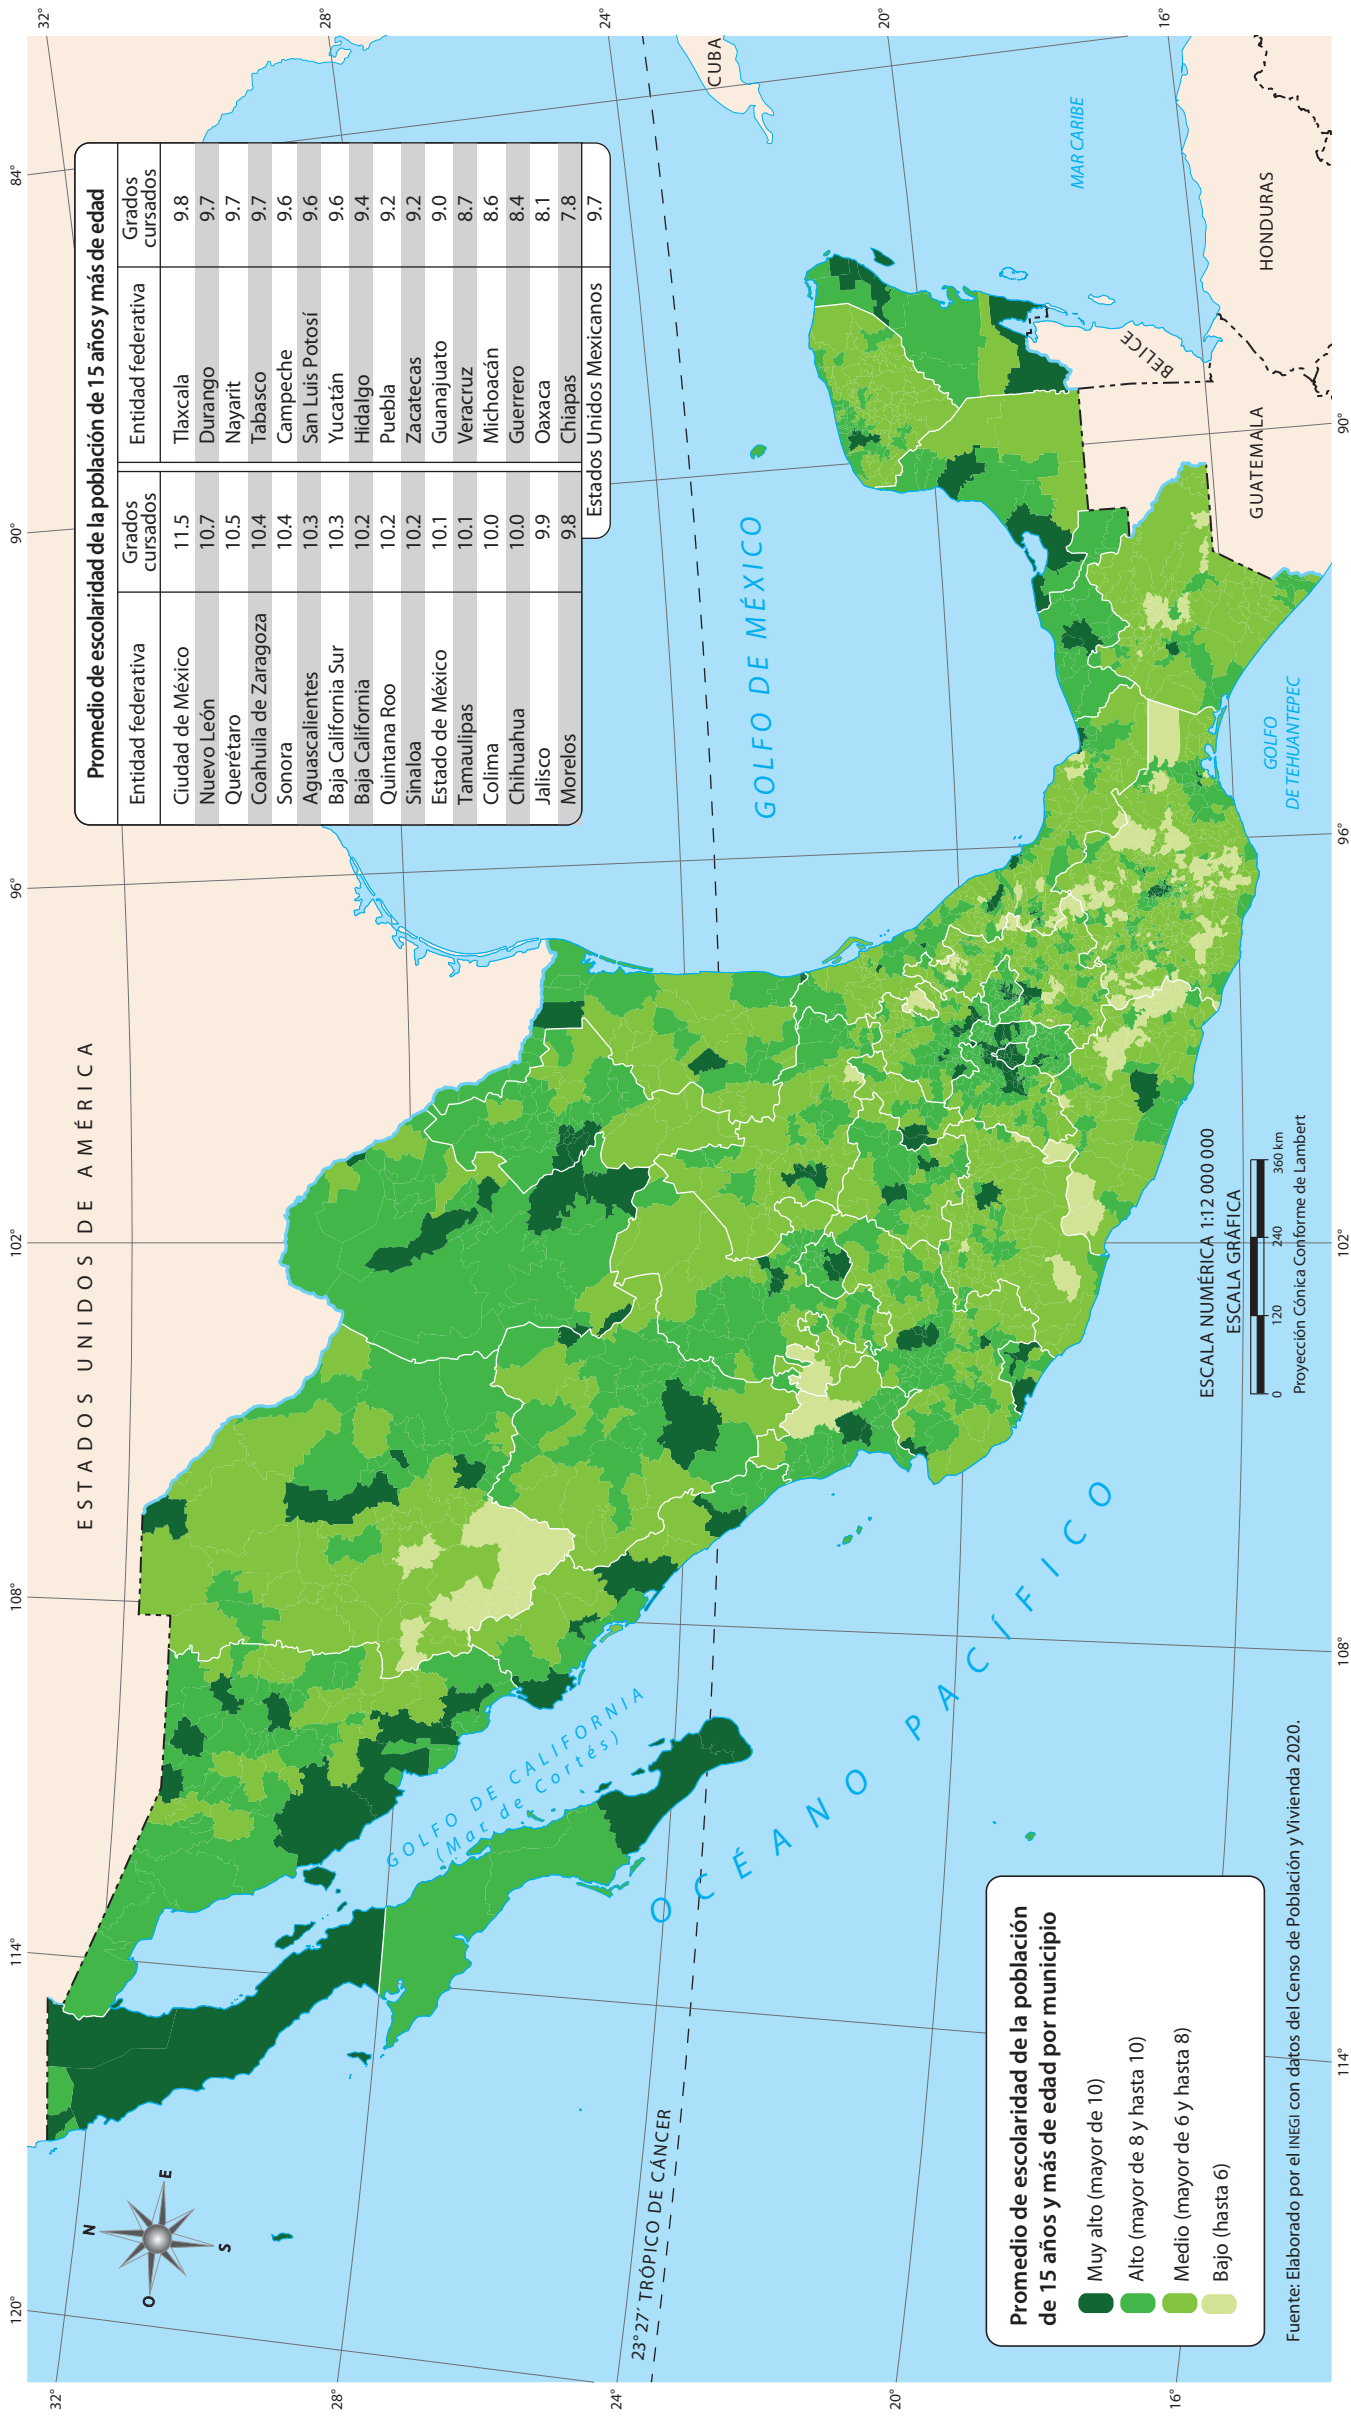 32°
28°
24°
20°
16°
84°
90°
96°
102°
108°
114°
120°
90°
96°
102°
108°
114°
32°
28°
24°
20°
16°
Promedio de escolaridad de la población de 15 años y más de edad
Entidad federativa Grados cursados Entidad federativa Grados cursados
Ciudad de México 11.5 Tlaxcala 9.8
Nuevo León 10.7 Durango 9.7
Querétaro 10.5 Nayarit 9.7
Coahuila de Zaragoza 10.4 Tabasco 9.7
Sonora 10.4 Campeche 9.6
Aguascalientes 10.3 San Luis Potosí 9.6
Baja California Sur 10.3 Yucatán 9.6
Baja California 10.2 Hidalgo 9.4
Quintana Roo 10.2 Puebla 9.2
Sinaloa 10.2 Zacatecas 9.2
Estado de México 10.1 Guanajuato 9.0
Tamaulipas 10.1 Veracruz 8.7
Colima 10.0 Michoacán 8.6
Chihuahua 10.0 Guerrero 8.4
Jalisco 9.9 Oaxaca 8.1
Morelos 9.8 Chiapas 7.8
Estados Unidos Mexicanos 9.7
ESTADOS UNIDOS DE AMÉRICA
N
O
E
S
GOLFO DE CALIFORNIA
(Mar de Cortés)
GOLFO DE MÉXICO
CUBA
MAR CARIBE
23° 27´ TRÓPICO DE CÁNCER
OCÉANO PACÍFICO
BELICE
GUATEMALA
HONDURAS
GOLFO
DE TEHUANTEPEC
Promedio de escolaridad de la población
de 15 años y más de edad por municipio
Muy alto (mayor de 10)
Alto (mayor de 8 y hasta 10)
Medio (mayor de 6 y hasta 8)
Bajo (hasta 6)
ESCALA NUMÉRICA 1:12 000 000
ESCALA GRÁFICA
0 120 240 360 km
Proyección Cónica Conforme de Lambert
Fuente: Elaborado por el INEGI con datos del Censo de Población y Vivienda 2020.